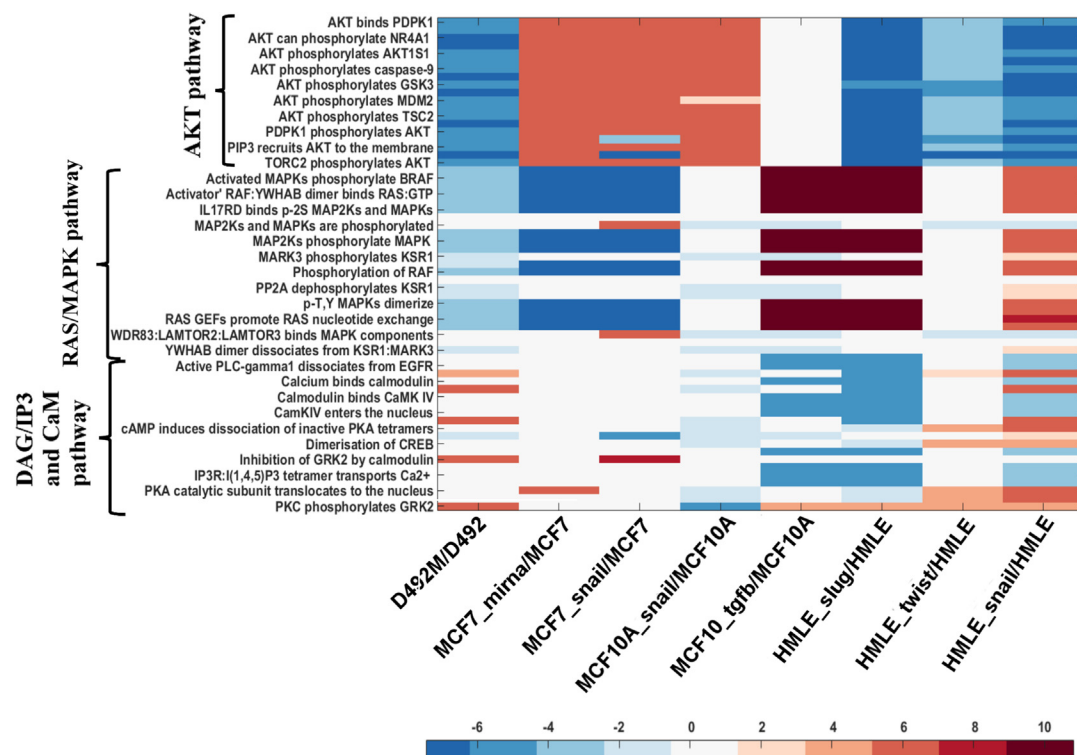 AKT pathway
AKT binds PDPK1
AKT can phosphorylate NR4A1
AKT phosphorylates AKT1S1
AKT phosphorylates caspase-9
AKT phosphorylates GSK3
AKT phosphorylates MDM2
AKT phosphorylates TSC2
PDPK1 phosphorylates AKT
PIP3 recruits AKT to the membrane
TORC2 phosphorylates AKT
RAS/MAPK pathway
Activated MAPKs phosphorylate BRAF
Activator' RAF:YWHAB dimer binds RAS:GTP
IL17RD binds p-2S MAP2Ks and MAPKs
MAP2Ks and MAPKs are phosphorylated
MAP2Ks phosphorylate MAPK
MARK3 phosphorylates KSR1
Phosphorylation of RAF
PP2A dephosphorylates KSR1
p-T,Y MAPKs dimerize
RAS GEFs promote RAS nucleotide exchange
WDR83:LAMTOR2:LAMTOR3 binds MAPK components
YWHAB dimer dissociates from KSR1:MARK3
DAG/IP3
and CaM
pathway
Active PLC-gamma1 dissociates from EGFR
Calcium binds calmodulin
Calmodulin binds CaMK IV
CamKIV enters the nucleus
cAMP induces dissociation of inactive PKA tetramers
Dimerisation of CREB
Inhibition of GRK2 by calmodulin
IP3R:I(1,4,5)P3 tetramer transports Ca2+
PKA catalytic subunit translocates to the nucleus
PKC phosphorylates GRK2
D492M/D492
MCF7_mirna/MCF7
MCF7_snail/MCF7
MCF10A_snail/MCF10A
MCF10_tgfb/MCF10A
HMLE_slug/HMLE
HMLE_twist/HMLE
HMLE_snail/HMLE
-6 -4 -2 0 2 4 6 8 10